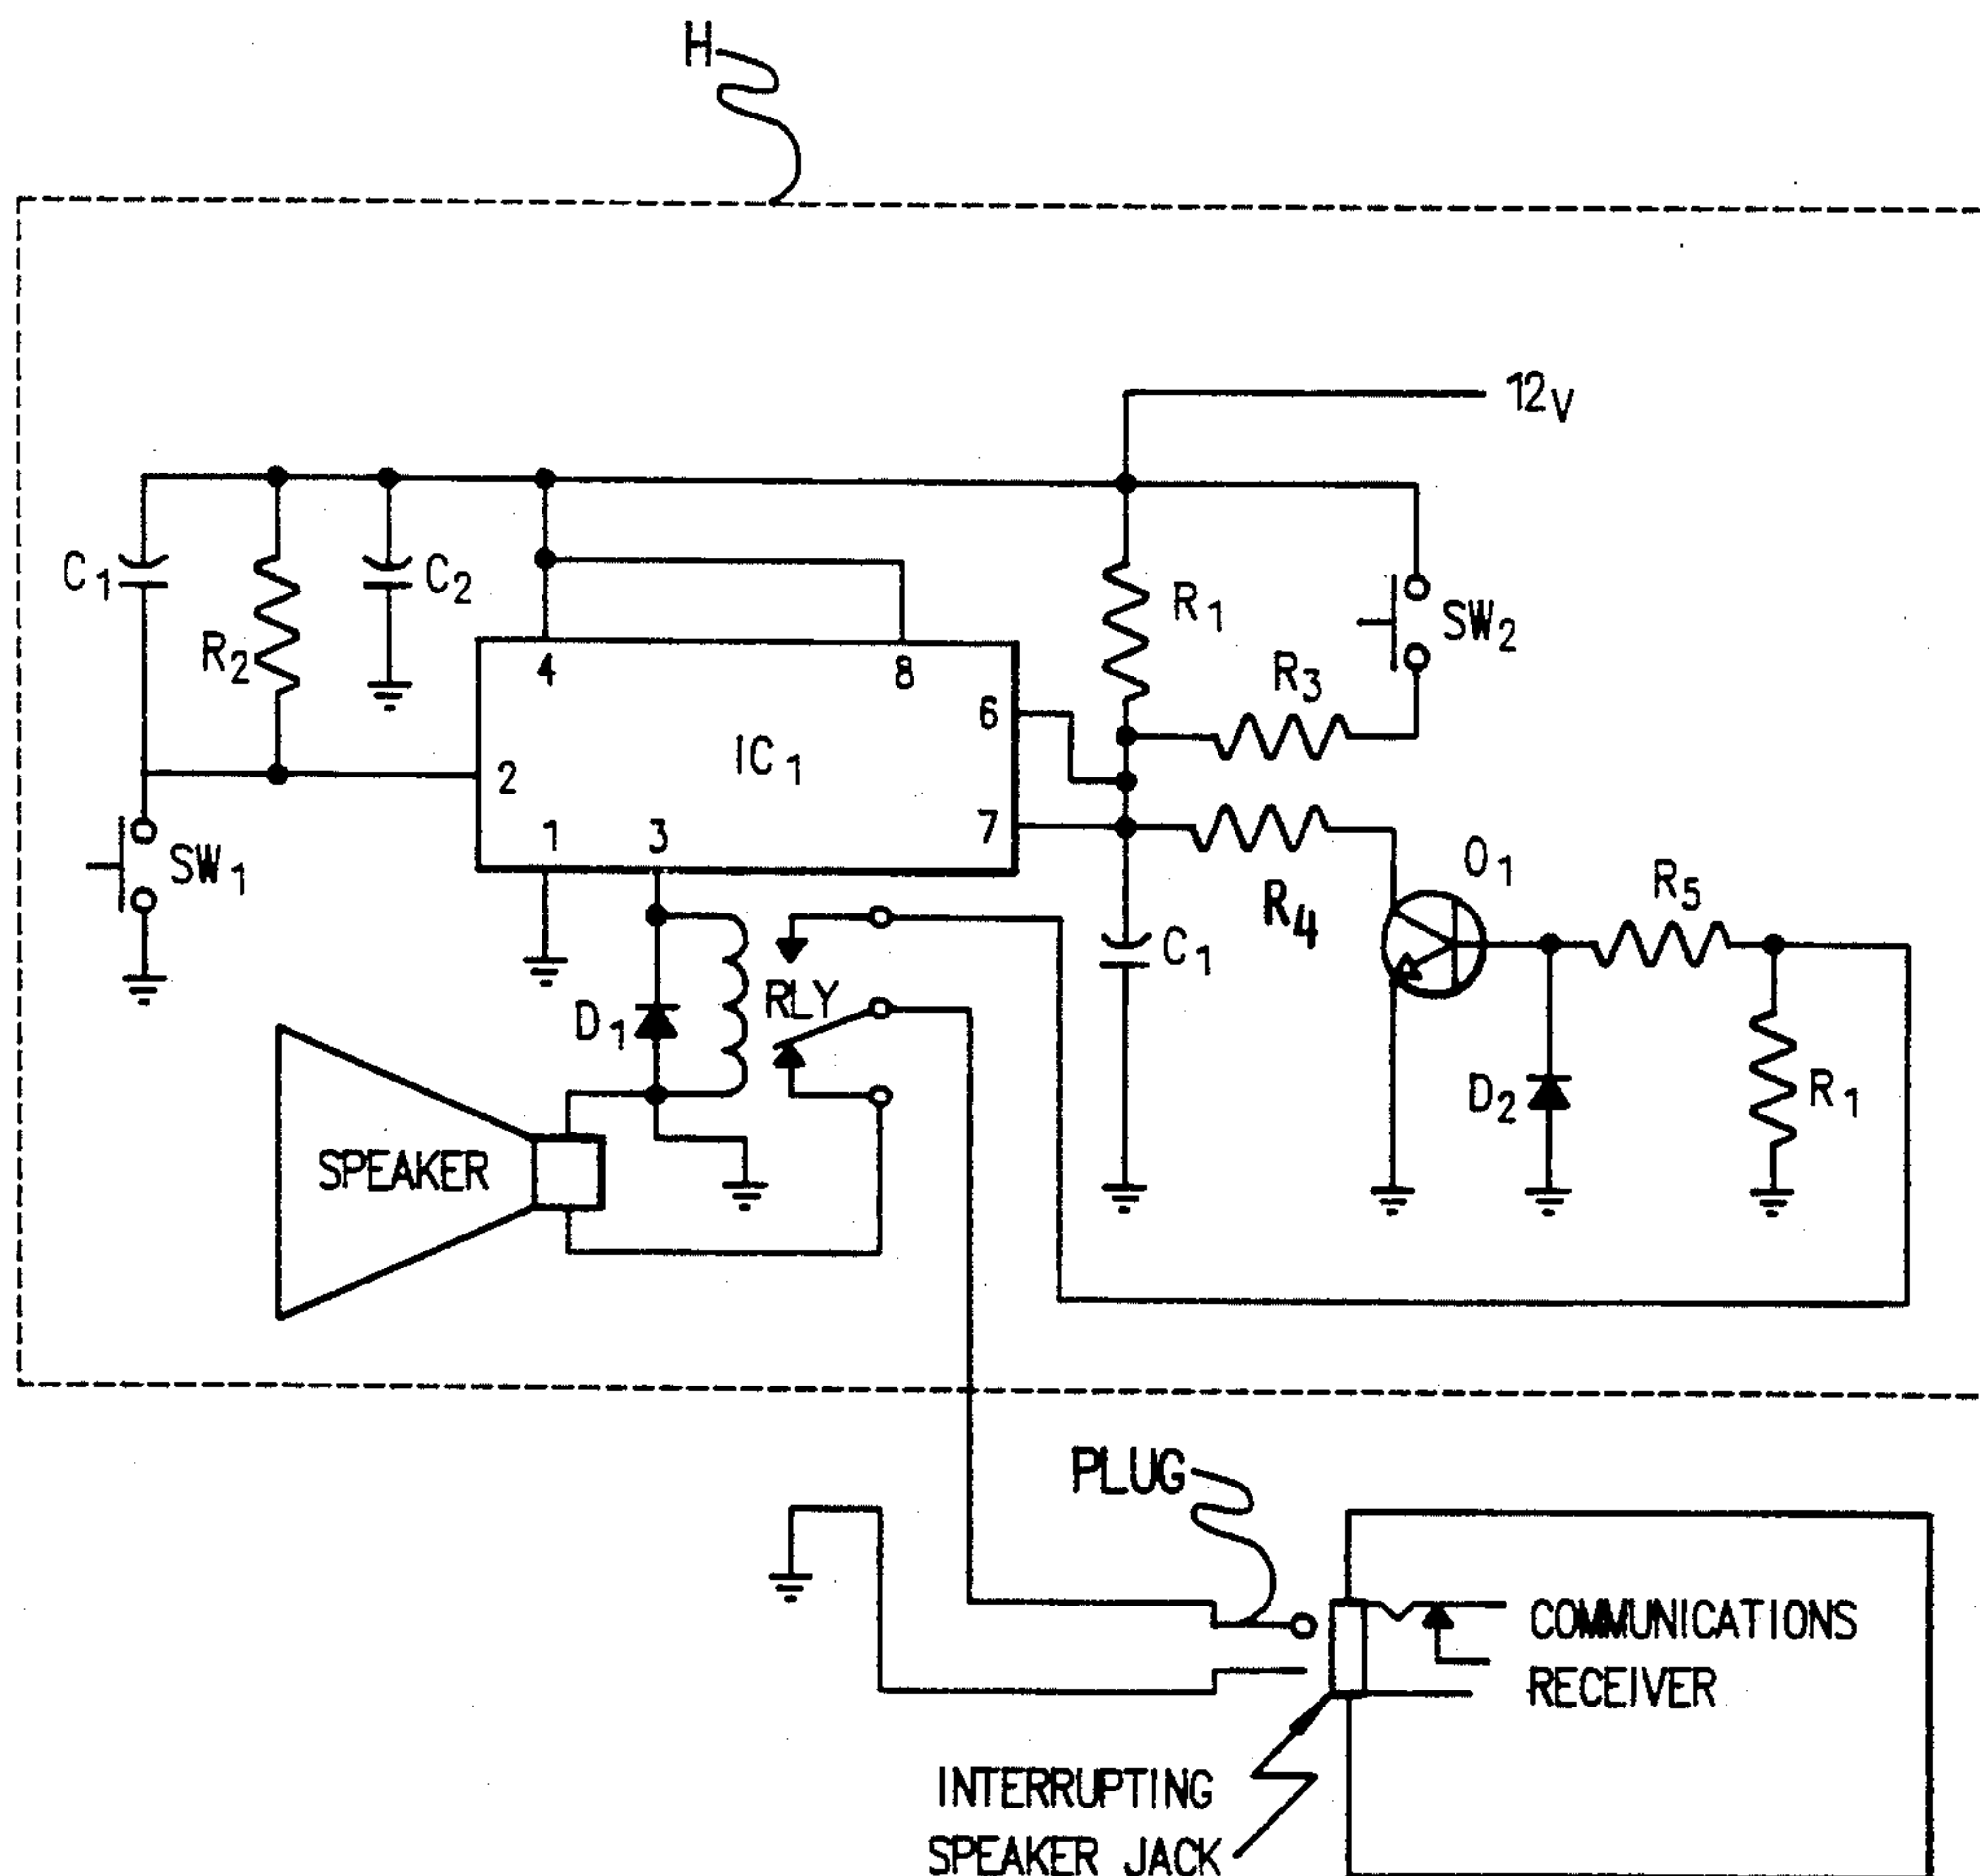 H
12V
C1
R2
C2
R1
SW2
R3
4
8
6
IC1
2
7
1
3
SW1
O1
R4
R5
C1
RLY
D1
D2
R1
SPEAKER
PLUG
COMMUNICATIONS
RECEIVER
INTERRUPTING
SPEAKER JACK